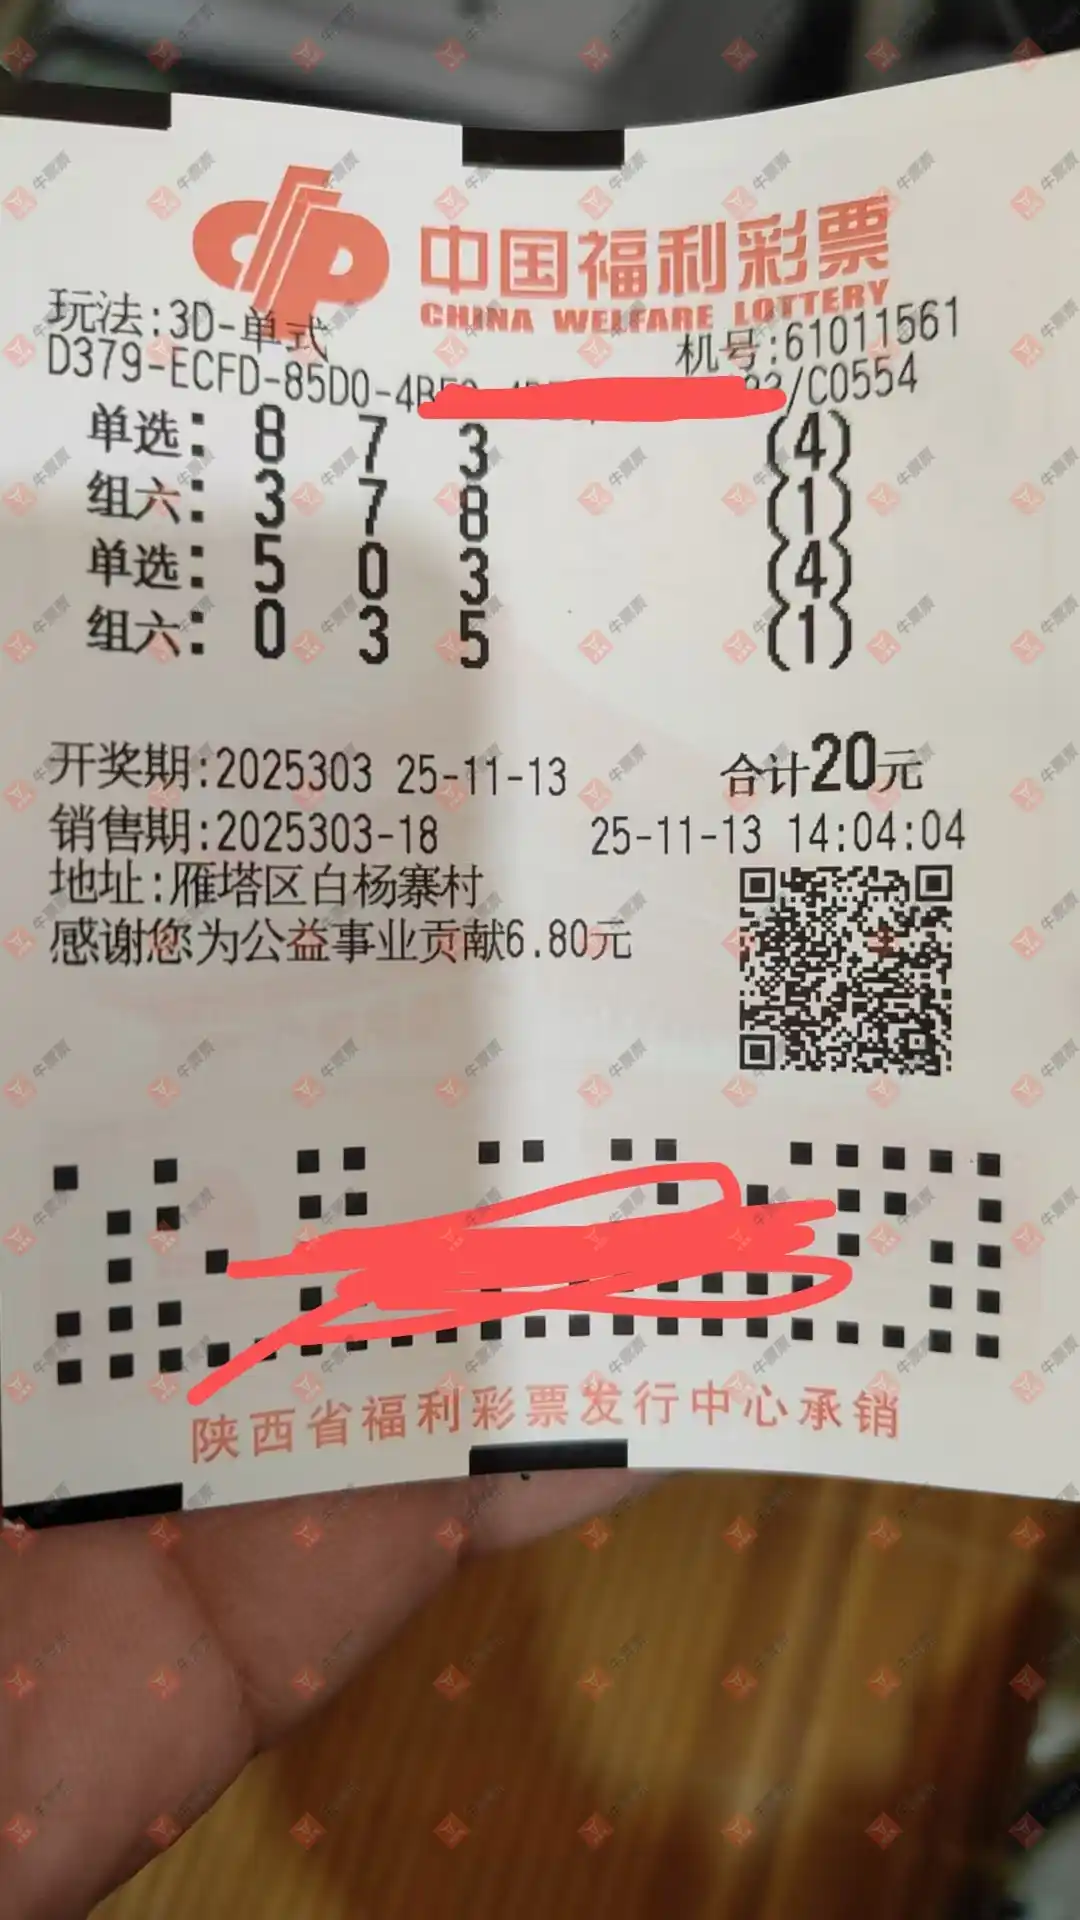 中国福利彩票
CHINA WELFARE LOTTERY
玩法:3D-单式
机号:61011561
D379-ECFD-85D0-4B /C0554
单选: 8 7 3 (4)
组六: 3 7 8 (1)
单选: 5 0 3 (4)
组六: 0 3 5 (1)
开奖期:2025303 25-11-13 合计20元
销售期:2025303-18 25-11-13 14:04:04
地址:雁塔区白杨寨村
感谢您为公益事业贡献6.80元
陕西省福利彩票发行中心承销
牛票票